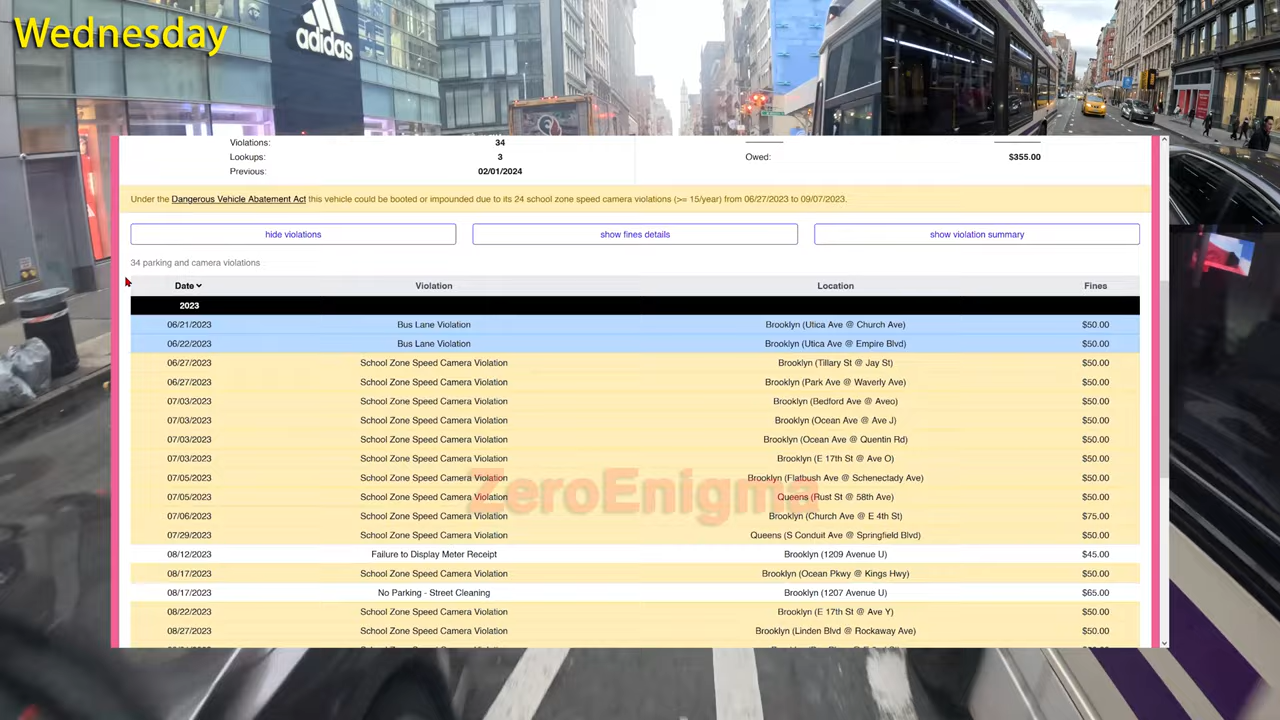 Wednesday
adidas
Violations: 34
Lookups: 3
Previous: 02/01/2024
Owed: $355.00
Under the Dangerous Vehicle Abatement Act this vehicle could be booted or impounded due to its 24 school zone speed camera violations (>= 15/year) from 06/27/2023 to 09/07/2023.
hide violations show fines details show violation summary
34 parking and camera violations
Date Violation Location Fines
2023
06/21/2023 Bus Lane Violation Brooklyn (Utica Ave @ Church Ave) $50.00
06/22/2023 Bus Lane Violation Brooklyn (Utica Ave @ Empire Blvd) $50.00
06/27/2023 School Zone Speed Camera Violation Brooklyn (Tillary St @ Jay St) $50.00
06/27/2023 School Zone Speed Camera Violation Brooklyn (Park Ave @ Waverly Ave) $50.00
07/03/2023 School Zone Speed Camera Violation Brooklyn (Bedford Ave @ Aveo) $50.00
07/03/2023 School Zone Speed Camera Violation Brooklyn (Ocean Ave @ Ave J) $50.00
07/03/2023 School Zone Speed Camera Violation Brooklyn (Ocean Ave @ Quentin Rd) $50.00
07/03/2023 School Zone Speed Camera Violation Brooklyn (E 17th St @ Ave O) $50.00
07/05/2023 School Zone Speed Camera Violation Brooklyn (Flatbush Ave @ Schenectady Ave) $50.00
07/05/2023 School Zone Speed Camera Violation Queens (Rust St @ 58th Ave) $50.00
ZeroEnigma
07/06/2023 School Zone Speed Camera Violation Brooklyn (Church Ave @ E 4th St) $75.00
07/29/2023 School Zone Speed Camera Violation Queens (S Conduit Ave @ Springfield Blvd) $50.00
08/12/2023 Failure to Display Meter Receipt Brooklyn (1209 Avenue U) $45.00
08/17/2023 School Zone Speed Camera Violation Brooklyn (Ocean Pkwy @ Kings Hwy) $50.00
08/17/2023 No Parking - Street Cleaning Brooklyn (1207 Avenue U) $65.00
08/22/2023 School Zone Speed Camera Violation Brooklyn (E 17th St @ Ave Y) $50.00
08/27/2023 School Zone Speed Camera Violation Brooklyn (Linden Blvd @ Rockaway Ave) $50.00